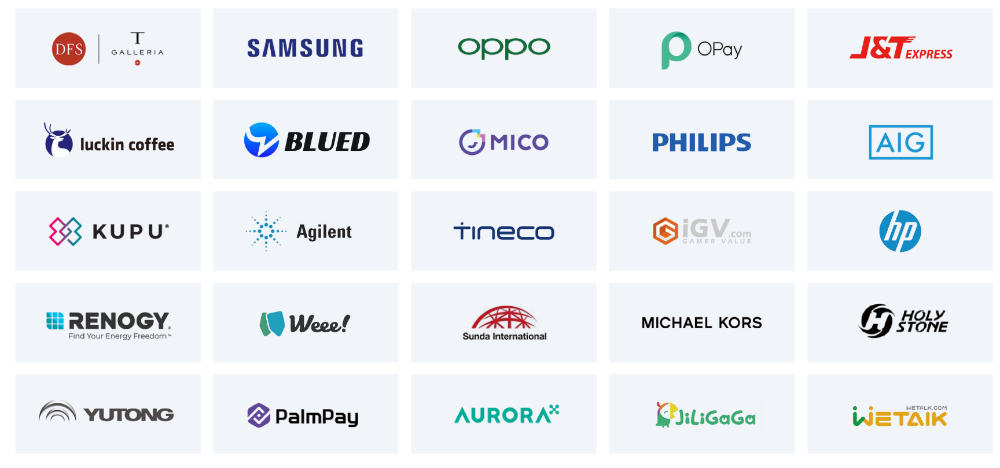 DFS
T
GALLERIA
DFS
SAMSUNG
oppo
OPay
J&T EXPRESS
luckin coffee
BLUED
MICO
PHILIPS
AIG
KUPU®
Agilent
tineco
iGV.com
GAMER VALUE
hp
RENOGY®
Find Your Energy Freedom™
Weee!
Sunda International
MICHAEL KORS
HOLY
STONE
YUTONG
PalmPay
AURORA
JiLiGaGa
WETALK.COM
WETALK